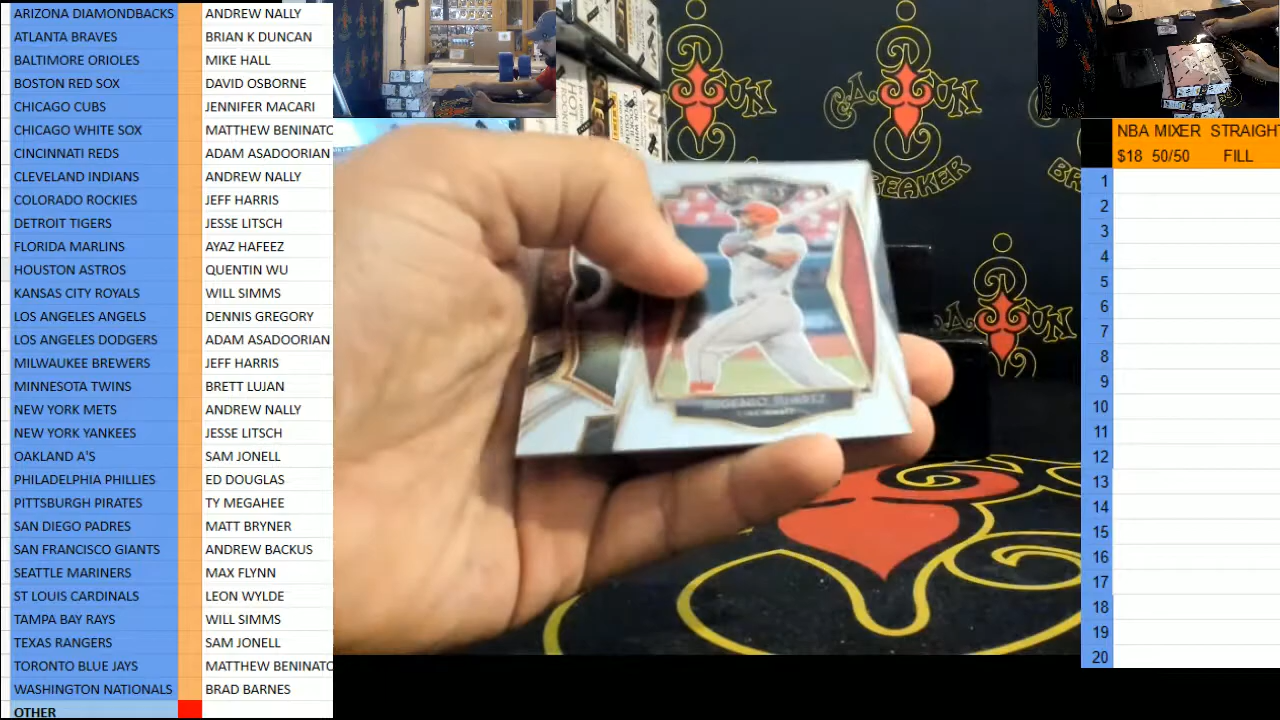 ARIZONA DIAMONDBACKS ANDREW NALLY
ATLANTA BRAVES BRIAN K DUNCAN
BALTIMORE ORIOLES MIKE HALL
BOSTON RED SOX DAVID OSBORNE
CHICAGO CUBS JENNIFER MACARI
CHICAGO WHITE SOX MATTHEW BENINATO
CINCINNATI REDS ADAM ASADOORIAN
CLEVELAND INDIANS ANDREW NALLY
COLORADO ROCKIES JEFF HARRIS
DETROIT TIGERS JESSE LITSCH
FLORIDA MARLINS AYAZ HAFEEZ
HOUSTON ASTROS QUENTIN WU
KANSAS CITY ROYALS WILL SIMMS
LOS ANGELES ANGELS DENNIS GREGORY
LOS ANGELES DODGERS ADAM ASADOORIAN
MILWAUKEE BREWERS JEFF HARRIS
MINNESOTA TWINS BRETT LUJAN
NEW YORK METS ANDREW NALLY
NEW YORK YANKEES JESSE LITSCH
OAKLAND A'S SAM JONELL
PHILADELPHIA PHILLIES ED DOUGLAS
PITTSBURGH PIRATES TY MEGAHEE
SAN DIEGO PADRES MATT BRYNER
SAN FRANCISCO GIANTS ANDREW BACKUS
SEATTLE MARINERS MAX FLYNN
ST LOUIS CARDINALS LEON WYLDE
TAMPA BAY RAYS WILL SIMMS
TEXAS RANGERS SAM JONELL
TORONTO BLUE JAYS MATTHEW BENINATO
WASHINGTON NATIONALS BRAD BARNES
OTHER
CAJUN
BREAKER
EUGENIO SUAREZ
CINCINNATI
NBA MIXER STRAIGHT
$18 50/50 FILL
1
2
3
4
5
6
7
8
9
10
11
12
13
14
15
16
17
18
19
20